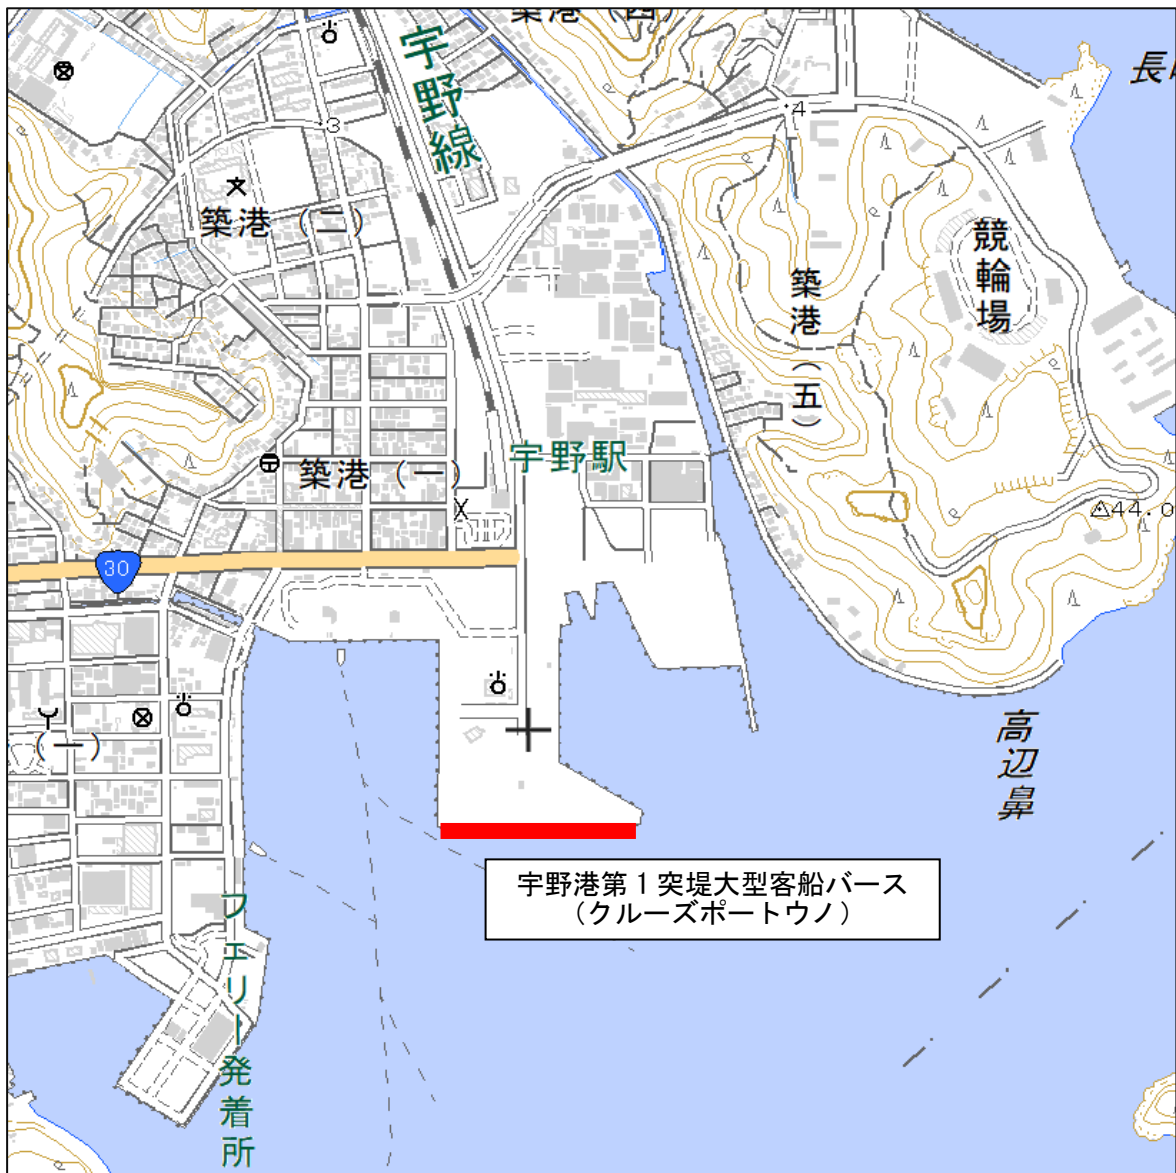 築港（四）
宇野線
長
・4
・3
築港（二）
競輪場
築港（五）
宇野駅
築港（一）
△44.0
30
高辺鼻
（一）
宇野港第１突堤大型客船バース
（クルーズポートウノ）
フェリー発着所